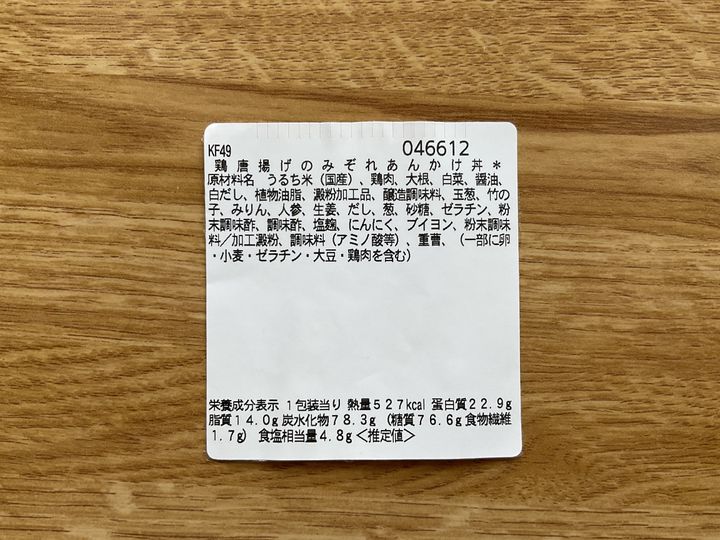 KF49 046612
鶏唐揚げのみぞれあんかけ丼＊
原材料名 うるち米（国産）、鶏肉、大根、白菜、醤油、
白だし、植物油脂、澱粉加工品、醸造調味料、玉葱、竹の
子、みりん、人参、生姜、だし、葱、砂糖、ゼラチン、粉
末調味酢、調味酢、塩麹、にんにく、ブイヨン、粉末調味
料／加工澱粉、調味料（アミノ酸等）、重曹、（一部に卵
・小麦・ゼラチン・大豆・鶏肉を含む）
栄養成分表示 １包装当り 熱量５２７kcal 蛋白質２２.９g
脂質１４.０g 炭水化物７８.３g （糖質７６.６g 食物繊維
１.７g） 食塩相当量４.８g＜推定値＞